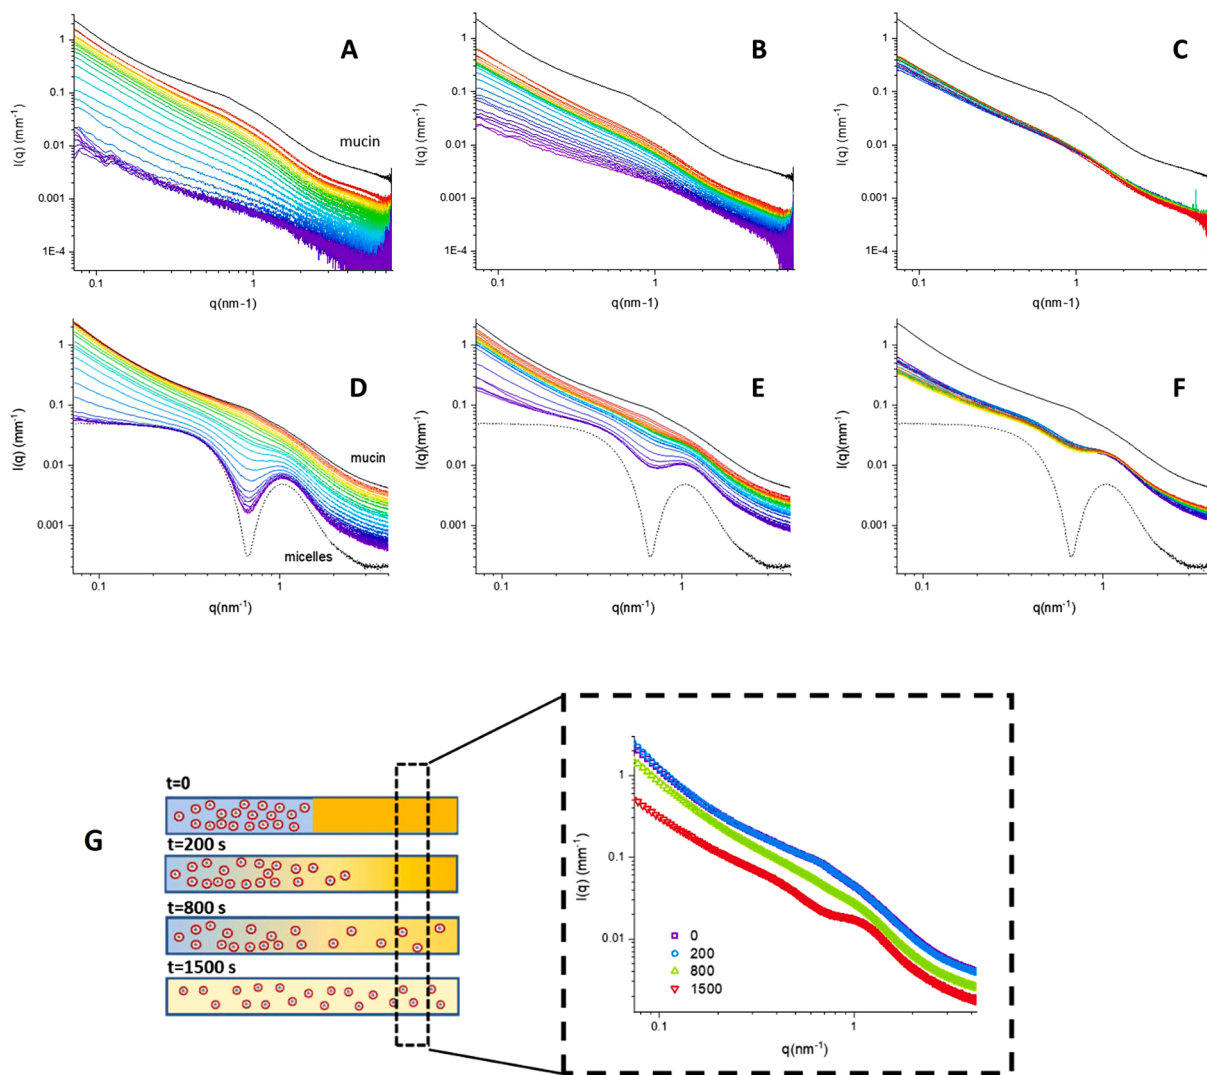 A
B
C
I(q) (mm⁻¹)
1
0.1
0.01
0.001
1E-4
mucin
0.1
1
q(nm-1)
I(q) (mm⁻¹)
1
0.1
0.01
0.001
1E-4
0.1
1
q(nm-1)
I(q) (mm⁻¹)
1
0.1
0.01
0.001
1E-4
0.1
1
q(nm-1)
D
E
F
I(q) (mm⁻¹)
1
0.1
0.01
0.001
mucin
micelles
0.1
1
q(nm⁻¹)
I(q)(mm⁻¹)
1
0.1
0.01
0.001
0.1
1
q(nm⁻¹)
I(q)(mm⁻¹)
1
0.1
0.01
0.001
0.1
1
q(nm⁻¹)
G
t=0
t=200 s
t=800 s
t=1500 s
I(q) (mm⁻¹)
1
0.1
0.01
0
200
800
1500
0.1
1
q(nm⁻¹)